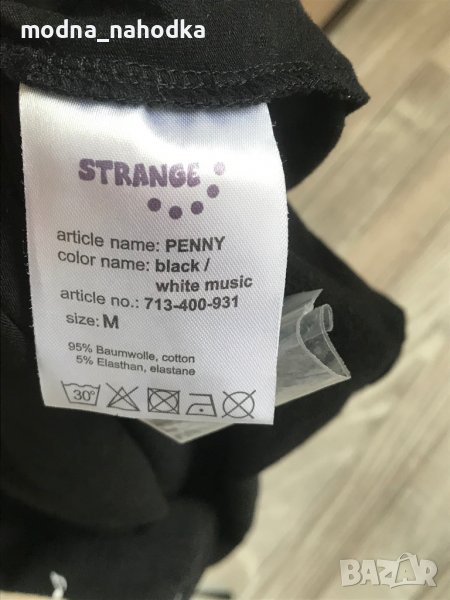 modna_nahodka
STRANGE
article name: PENNY
color name: black /
white music
article no.: 713-400-931
size: M
95% Baumwolle, cotton
5% Elasthan, elastane
30°
BAZAR